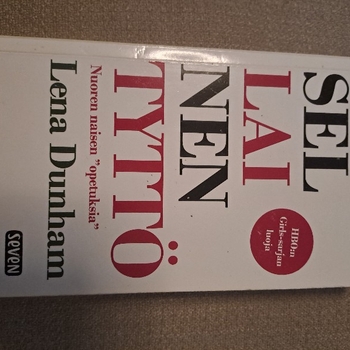 SEL
LAI
NEN
TYTTÖ
HBO:n
Girls-sarjan
luoja
Nuoren naisen "opetuksia"
Lena Dunham
seven